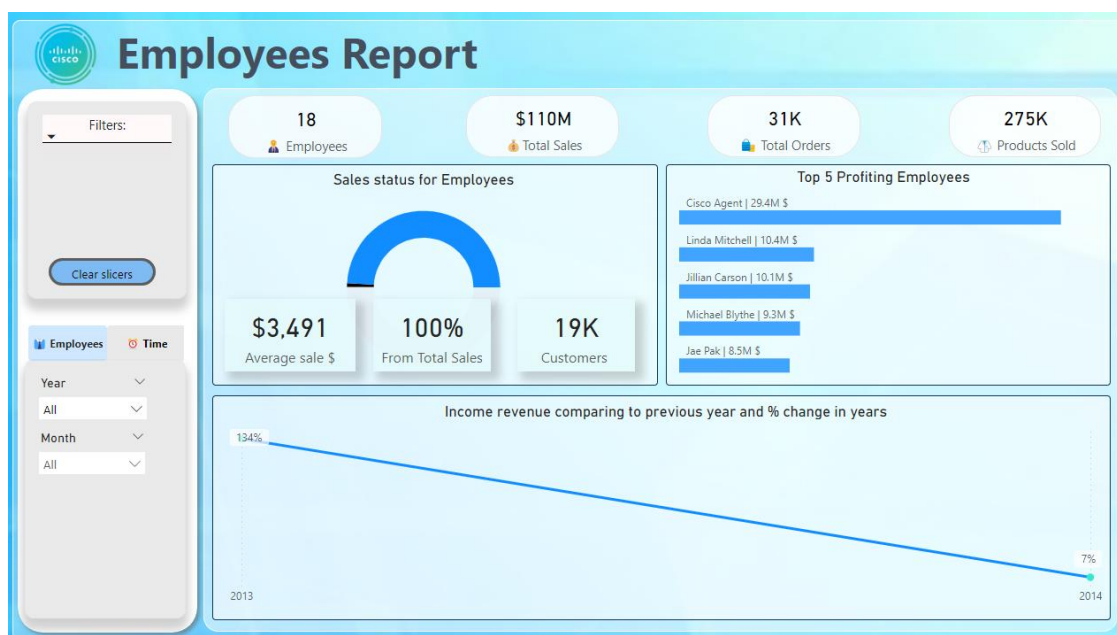 CISCO
Employees Report
Filters:
Clear slicers
Employees
Time
Year
All
Month
All
18
Employees
$110M
Total Sales
31K
Total Orders
275K
Products Sold
Sales status for Employees
$3,491
Average sale $
100%
From Total Sales
19K
Customers
Top 5 Profiting Employees
Cisco Agent | 29.4M $
Linda Mitchell | 10.4M $
Jillian Carson | 10.1M $
Michael Blythe | 9.3M $
Jae Pak | 8.5M $
Income revenue comparing to previous year and % change in years
134%
7%
2013
2014